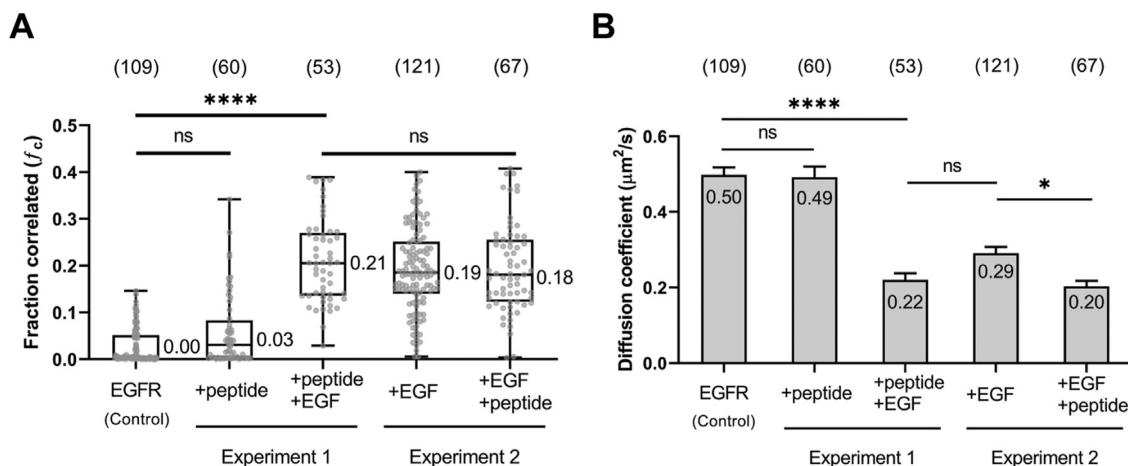 A
(109) (60) (53) (121) (67)
****
ns ns
Fraction correlated (f c)
0.5
0.4
0.3
0.2
0.1
0.0
0.00
0.03
0.21
0.19
0.18
EGFR
(Control)
+peptide
+peptide
+EGF
+EGF
+EGF
+peptide
Experiment 1
Experiment 2
B
(109) (60) (53) (121) (67)
****
ns
ns
*
Diffusion coefficient (μm²/s)
0.6
0.4
0.2
0.0
0.50
0.49
0.22
0.29
0.20
EGFR
(Control)
+peptide
+peptide
+EGF
+EGF
+EGF
+peptide
Experiment 1
Experiment 2